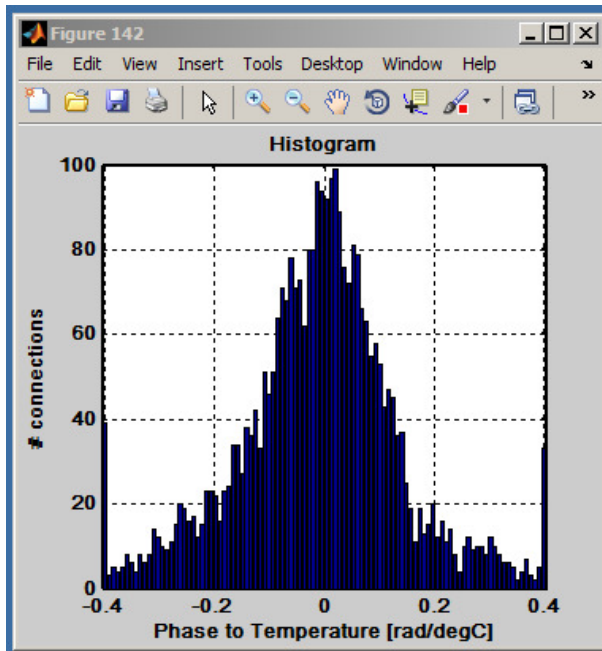 Figure 142
File Edit View Insert Tools Desktop Window Help
Histogram
100
80
60
40
20
0
-0.4 -0.2 0 0.2 0.4
# connections
Phase to Temperature [rad/degC]